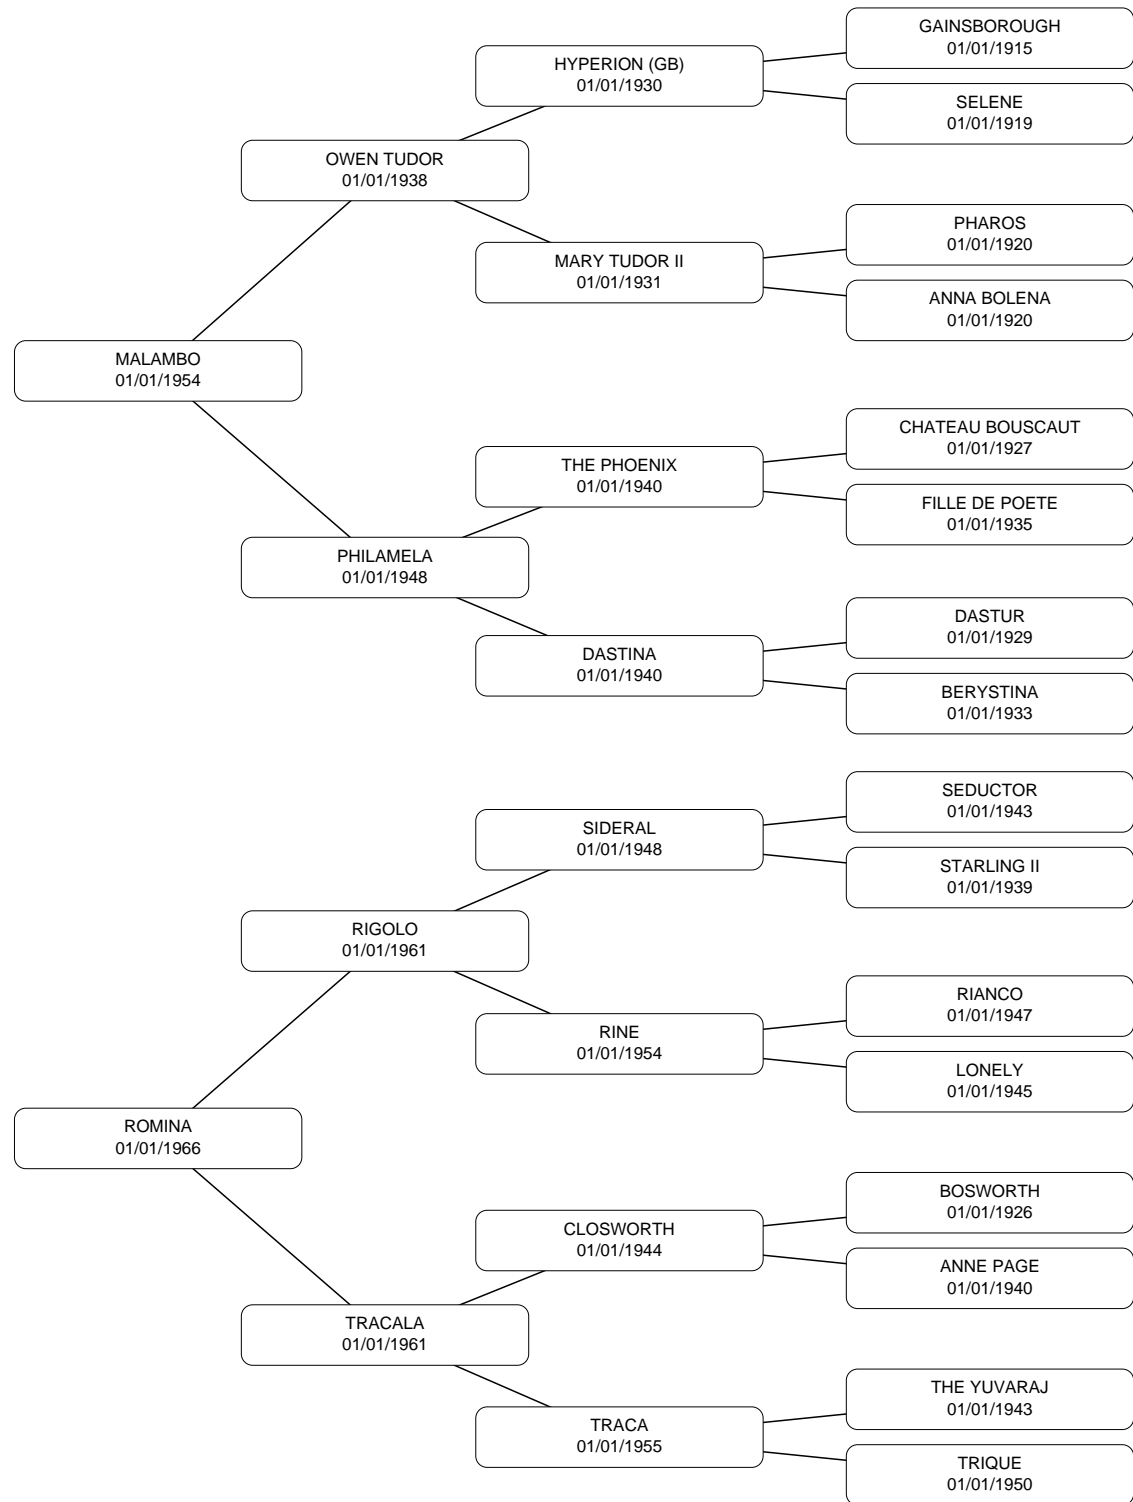 GAINSBOROUGH
01/01/1915
HYPERION (GB)
01/01/1930
SELENE
01/01/1919
OWEN TUDOR
01/01/1938
PHAROS
01/01/1920
MARY TUDOR II
01/01/1931
ANNA BOLENA
01/01/1920
MALAMBO
01/01/1954
CHATEAU BOUSCAUT
01/01/1927
THE PHOENIX
01/01/1940
FILLE DE POETE
01/01/1935
PHILAMELA
01/01/1948
DASTUR
01/01/1929
DASTINA
01/01/1940
BERYSTINA
01/01/1933
SEDUCTOR
01/01/1943
SIDERAL
01/01/1948
STARLING II
01/01/1939
RIGOLO
01/01/1961
RIANCO
01/01/1947
RINE
01/01/1954
LONELY
01/01/1945
ROMINA
01/01/1966
BOSWORTH
01/01/1926
CLOSWORTH
01/01/1944
ANNE PAGE
01/01/1940
TRACALA
01/01/1961
THE YUVARAJ
01/01/1943
TRACA
01/01/1955
TRIQUE
01/01/1950